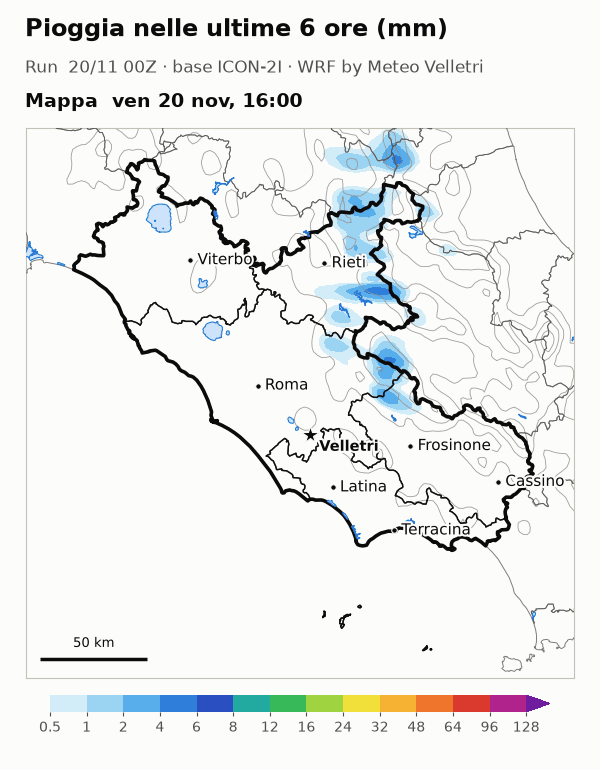 Pioggia nelle ultime 6 ore (mm)
Run  20/11 00Z · base ICON-2I · WRF by Meteo Velletri
Mappa  ven 20 nov, 16:00
Viterbo
Rieti
Roma
Velletri
Frosinone
Latina
Cassino
Terracina
50 km
0.5 1 2 4 6 8 12 16 24 32 48 64 96 128